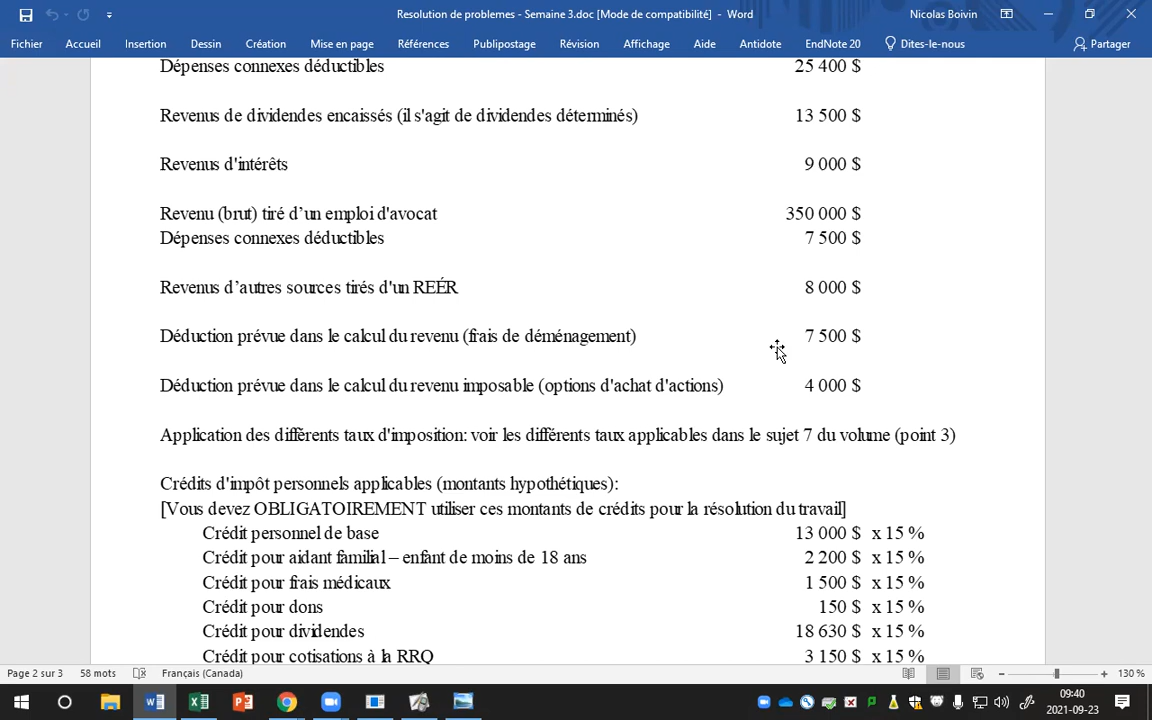 Resolution de problemes - Semaine 3.doc [Mode de compatibilité] - Word
Nicolas Boivin
Fichier Accueil Insertion Dessin Création Mise en page Références Publipostage Révision Affichage Aide Antidote EndNote 20 Dites-le-nous Partager
Dépenses connexes déductibles 25 400 $
Revenus de dividendes encaissés (il s'agit de dividendes déterminés) 13 500 $
Revenus d'intérêts 9 000 $
Revenu (brut) tiré d’un emploi d'avocat 350 000 $
Dépenses connexes déductibles 7 500 $
Revenus d’autres sources tirés d'un REÉR 8 000 $
Déduction prévue dans le calcul du revenu (frais de déménagement) 7 500 $
Déduction prévue dans le calcul du revenu imposable (options d'achat d'actions) 4 000 $
Application des différents taux d'imposition: voir les différents taux applicables dans le sujet 7 du volume (point 3)
Crédits d'impôt personnels applicables (montants hypothétiques):
[Vous devez OBLIGATOIREMENT utiliser ces montants de crédits pour la résolution du travail]
Crédit personnel de base 13 000 $ x 15 %
Crédit pour aidant familial – enfant de moins de 18 ans 2 200 $ x 15 %
Crédit pour frais médicaux 1 500 $ x 15 %
Crédit pour dons 150 $ x 15 %
Crédit pour dividendes 18 630 $ x 15 %
Crédit pour cotisations à la RRQ 3 150 $ x 15 %
Page 2 sur 3 58 mots Français (Canada) 130 %
09:40
2021-09-23